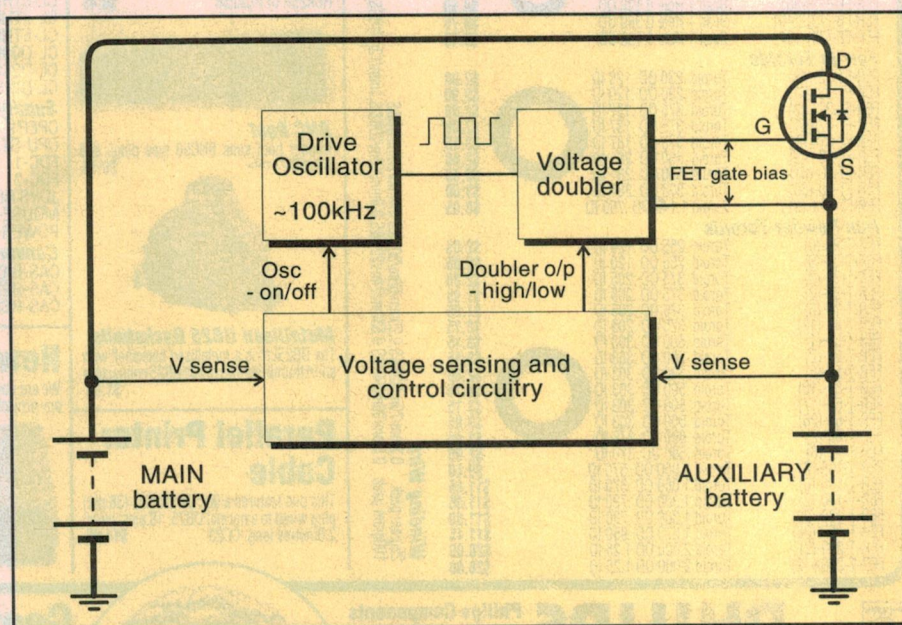 D
G
S
Drive
Oscillator
~100kHz
Voltage
doubler
FET gate bias
Osc
- on/off
Doubler o/p
- high/low
V sense
Voltage sensing and
control circuitry
V sense
MAIN
battery
AUXILIARY
battery